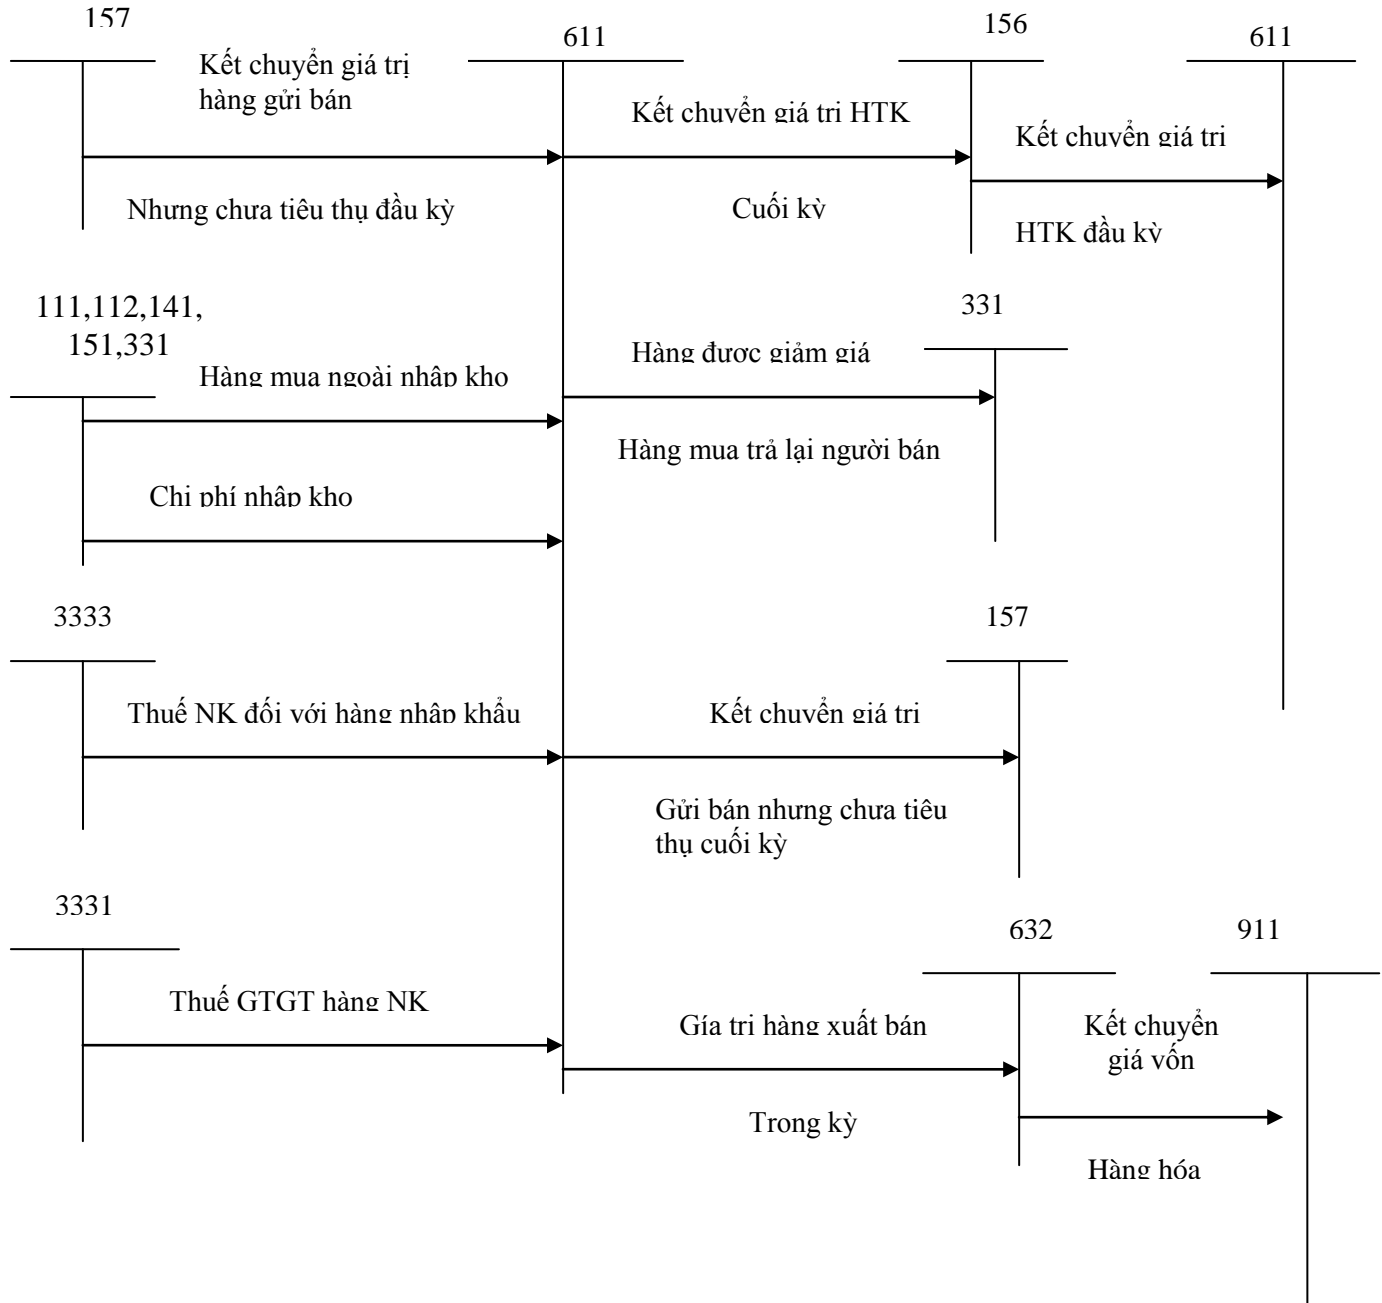 157
611
156
611
Kết chuyển giá trị
hàng gửi bán
Kết chuyển giá trị HTK
Kết chuyển giá trị
Nhưng chưa tiêu thụ đầu kỳ
Cuối kỳ
HTK đầu kỳ
111,112,141,
151,331
331
Hàng mua ngoài nhập kho
Hàng được giảm giá
Hàng mua trả lại người bán
Chi phí nhập kho
3333
157
Thuế NK đối với hàng nhập khẩu
Kết chuyển giá trị
Gửi bán nhưng chưa tiêu
thụ cuối kỳ
3331
632
911
Thuế GTGT hàng NK
Gía trị hàng xuất bán
Kết chuyển
giá vốn
Trong kỳ
Hàng hóa